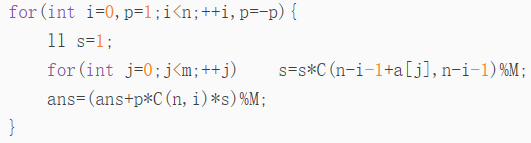 for(int i=0,p=1;i<n;++i,p=-p){
    ll s=1;
    for(int j=0;j<m;++j)    s=s*C(n-i-1+a[j],n-i-1)%M;
    ans=(ans+p*C(n,i)*s)%M;
}